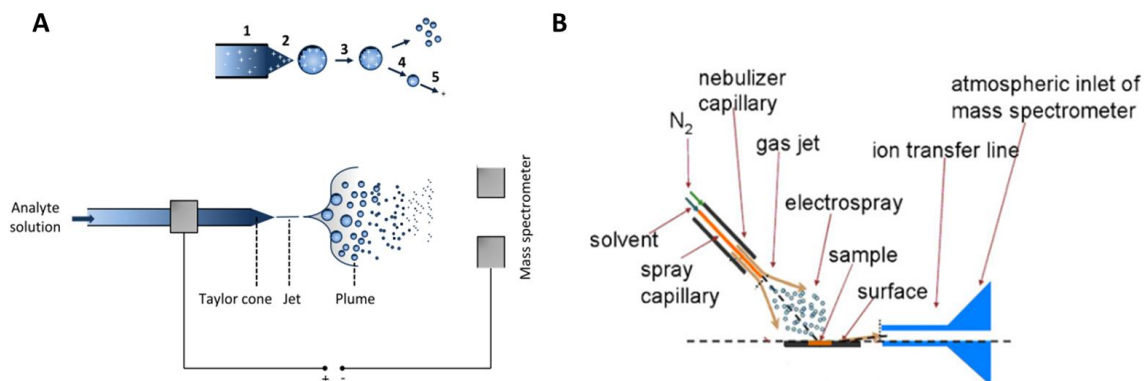 A
1
2
3
4
5
Analyte
solution
Taylor cone
Jet
Plume
Mass spectrometer
+ -
B
nebulizer
capillary
atmospheric inlet of
mass spectrometer
N2
gas jet
ion transfer line
electrospray
solvent
sample
spray
capillary
surface